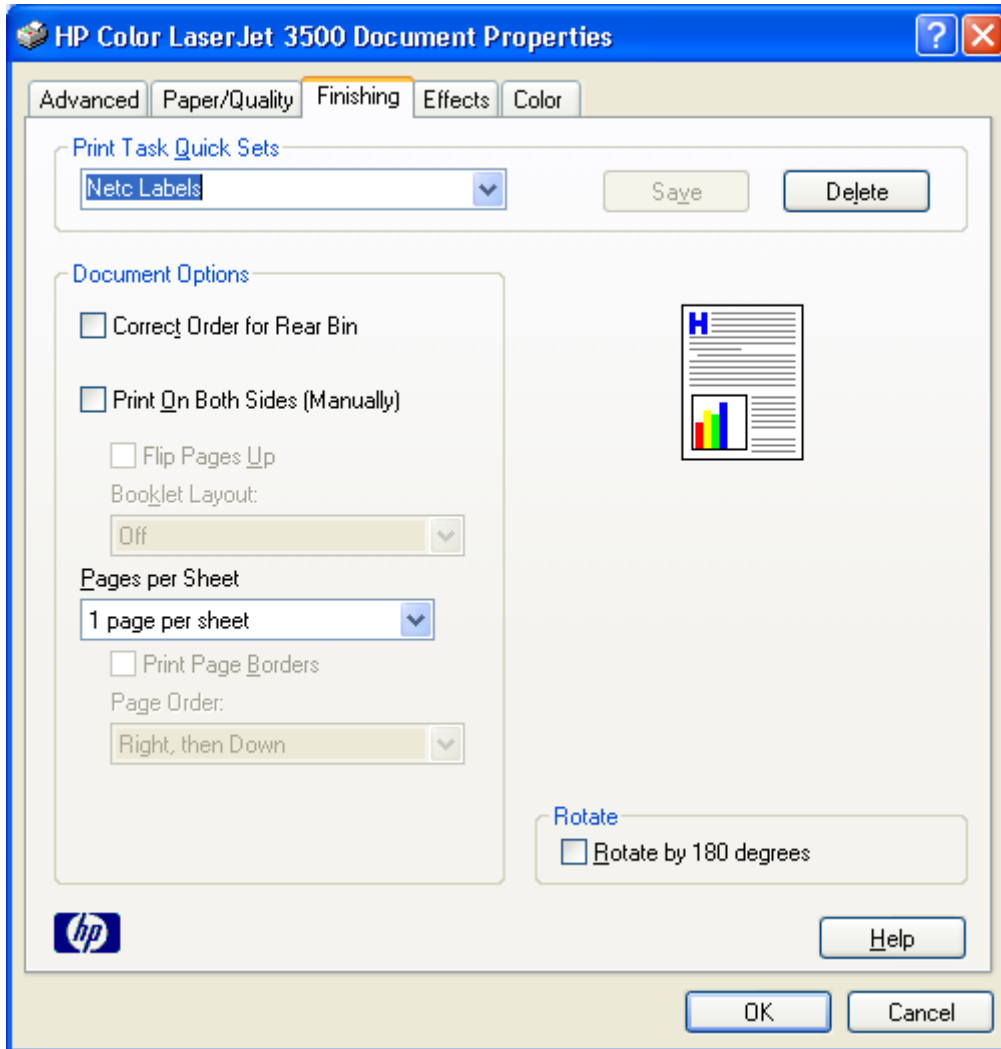 HP Color LaserJet 3500 Document Properties
Advanced Paper/Quality Finishing Effects Color
Print Task Quick Sets
Netc Labels Save Delete
Document Options
Correct Order for Rear Bin
H
Print On Both Sides (Manually)
Flip Pages Up
Booklet Layout:
Off
Pages per Sheet
1 page per sheet
Print Page Borders
Page Order:
Right, then Down
Rotate
Rotate by 180 degrees
hp
Help
OK Cancel